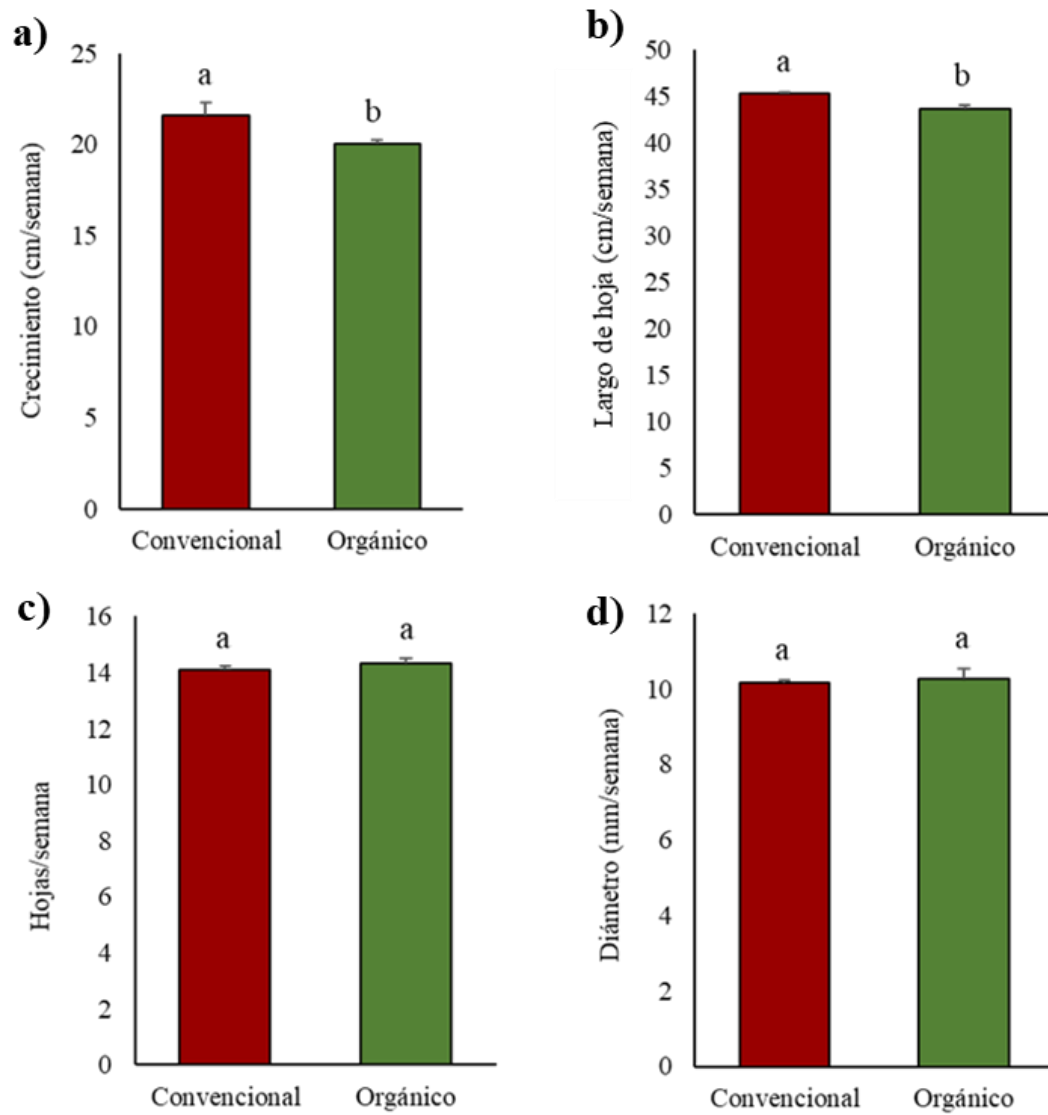 a)
25
20
15
10
5
0
Crecimiento (cm/semana)
a
b
Convencional
Orgánico
b)
50
45
40
35
30
25
20
15
10
5
0
Largo de hoja (cm/semana)
a
b
Convencional
Orgánico
c)
16
14
12
10
8
6
4
2
0
Hojas/semana
a
a
Convencional
Orgánico
d)
12
10
8
6
4
2
0
Diámetro (mm/semana)
a
a
Convencional
Orgánico